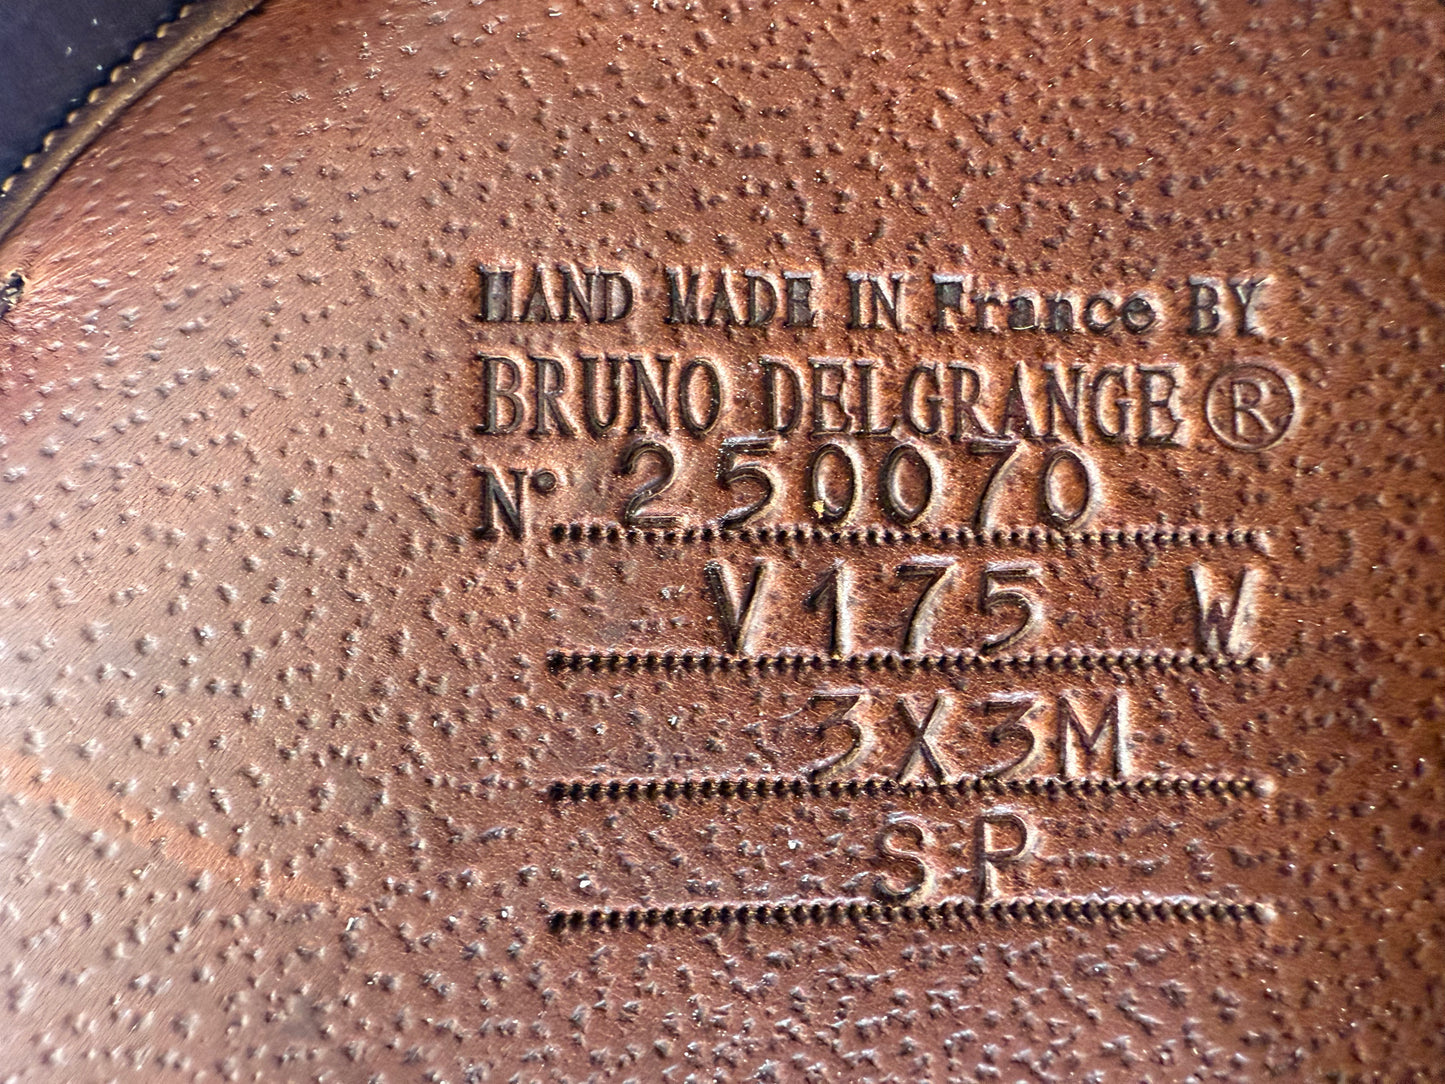 HAND MADE IN France BY
BRUNO DELGRANGE ®
N° 250070
V175 W
3X3M
SP